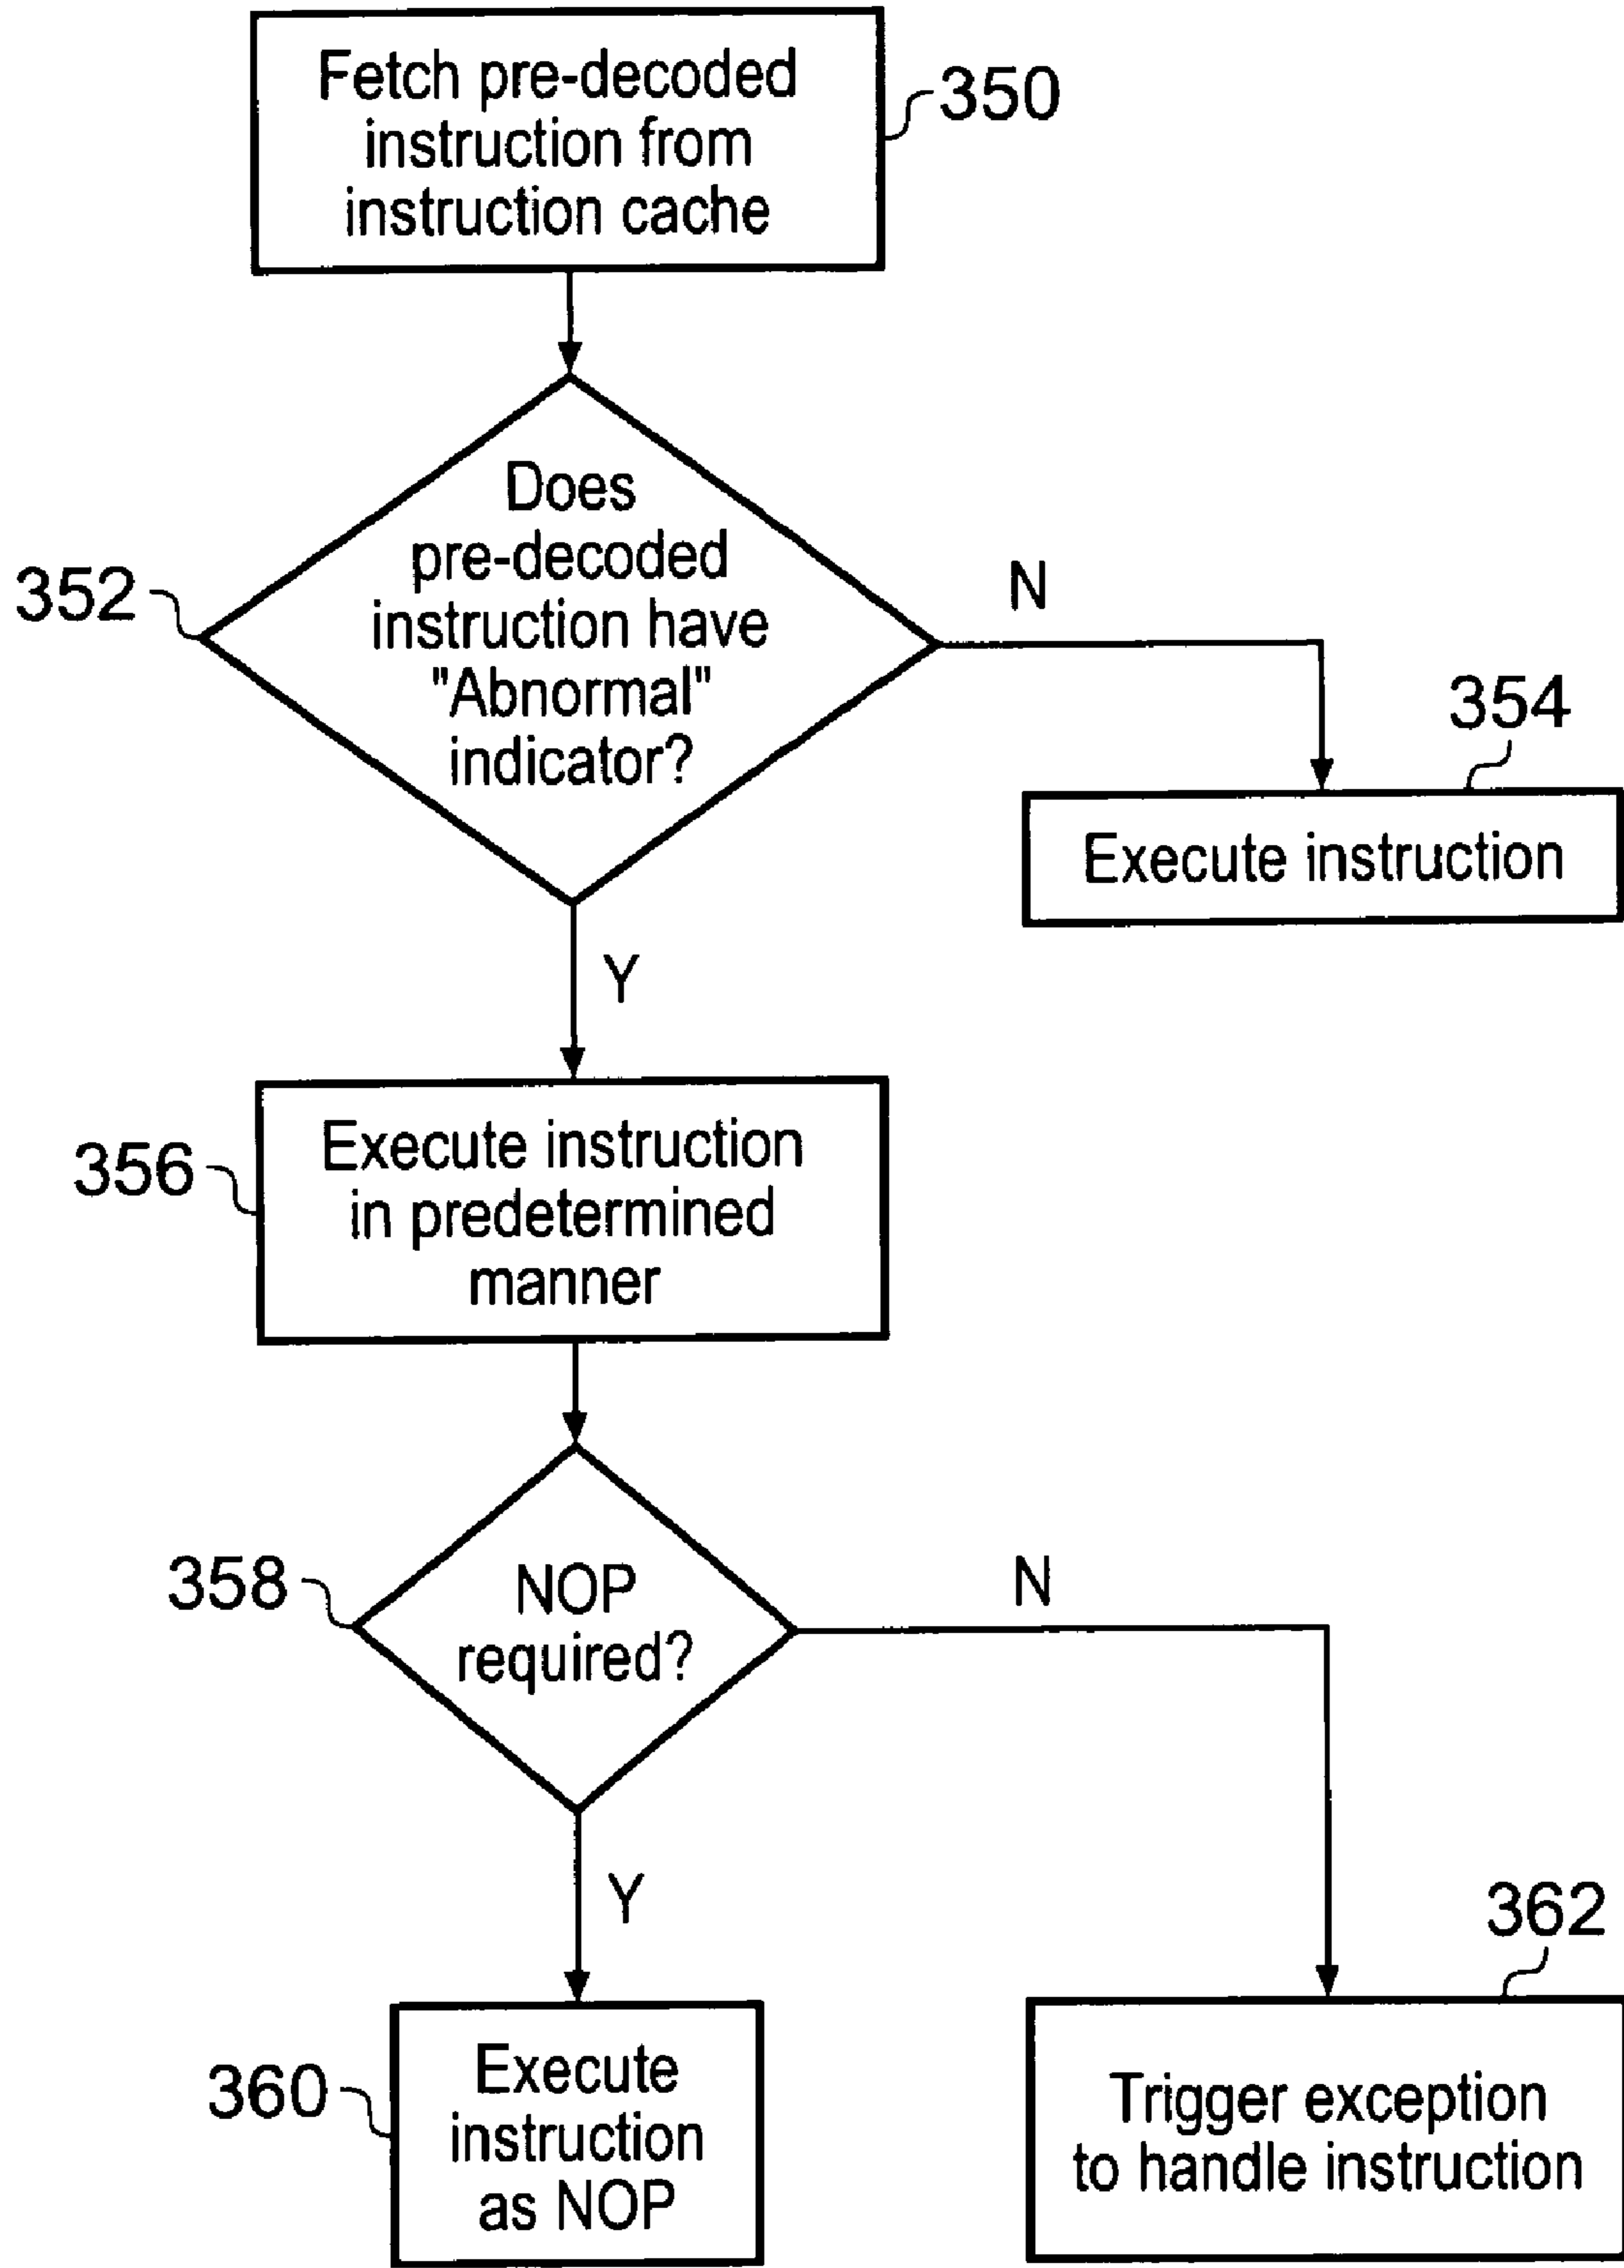 Fetch pre-decoded
instruction from
instruction cache
350
Does
pre-decoded
instruction have
"Abnormal"
indicator?
352
N
354
Execute instruction
Y
356
Execute instruction
in predetermined
manner
358
NOP
required?
N
Y
362
360
Execute
instruction
as NOP
Trigger exception
to handle instruction